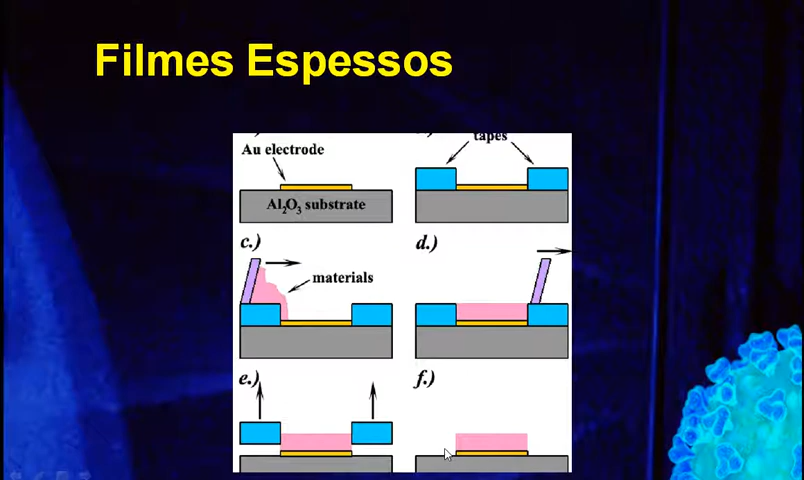 Filmes Espessos
Au electrode
tapes
Al₂O₃ substrate
c.)
d.)
materials
e.)
f.)